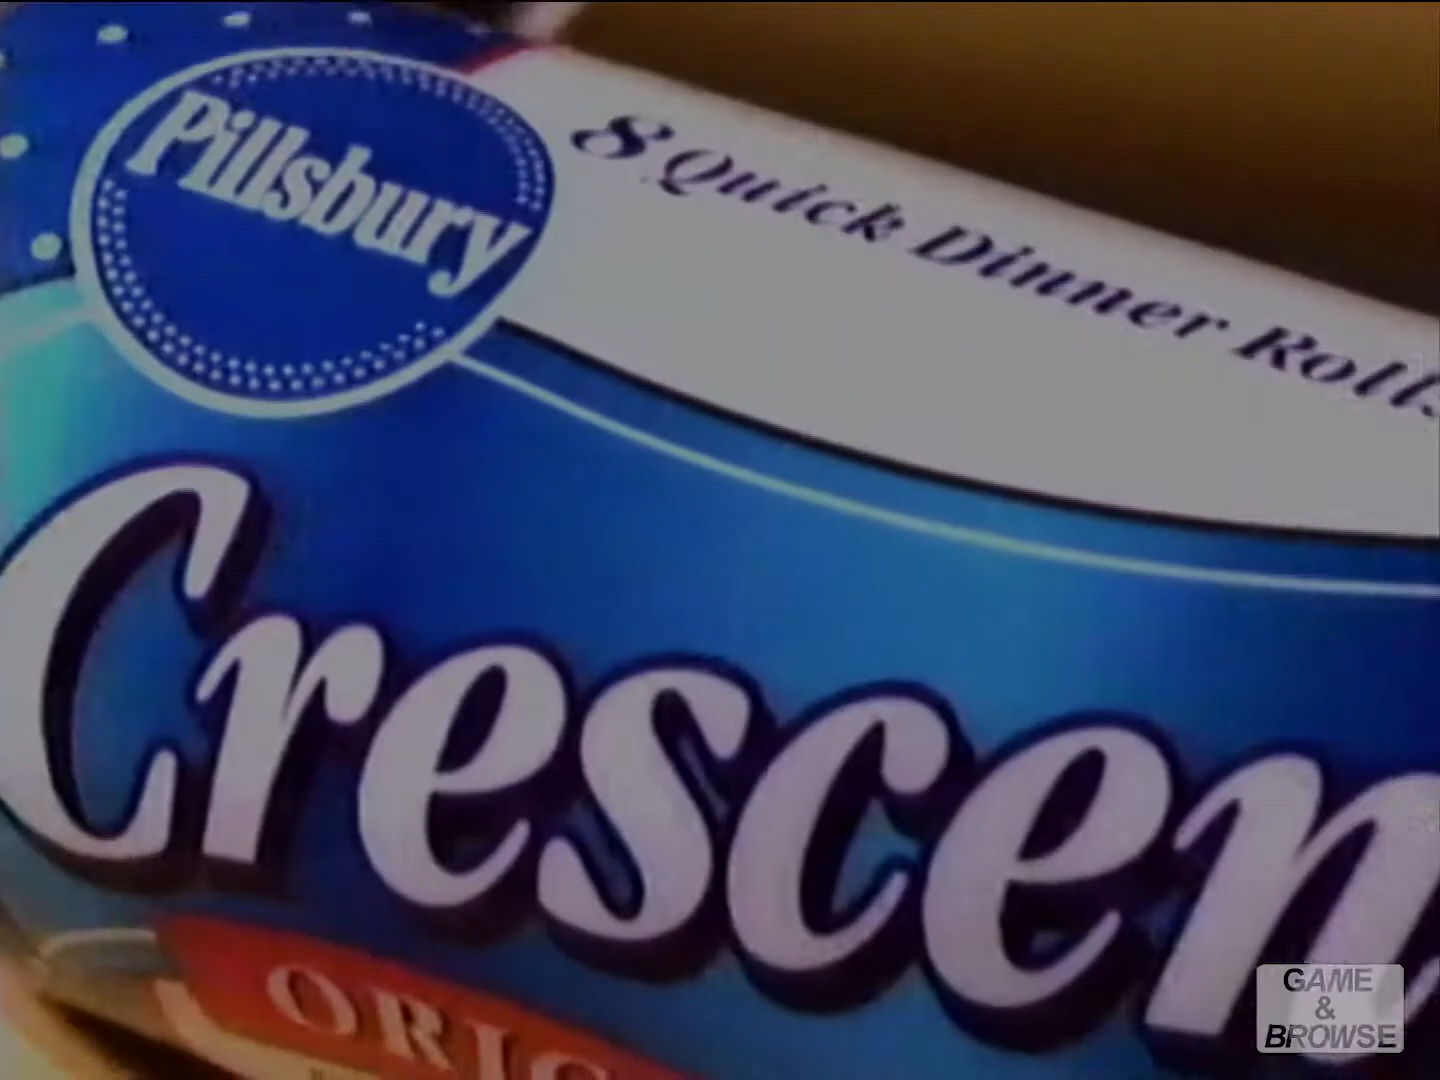 Pillsbury
8 Quick Dinner Rolls
Crescen
ORIG
GAME
&
BROWSE